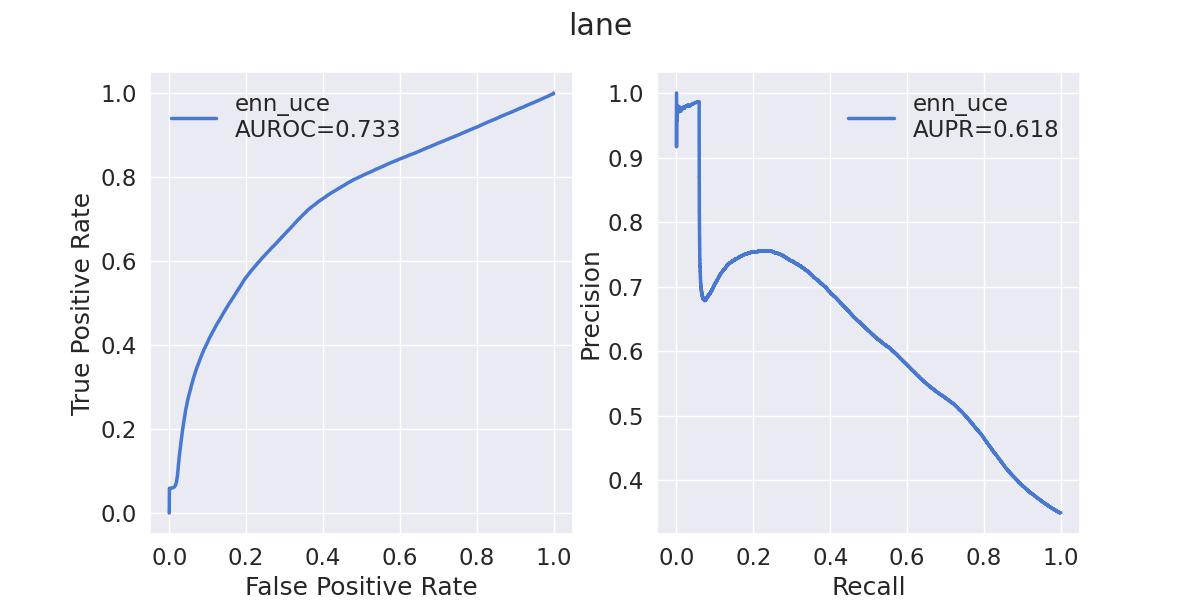 lane
True Positive Rate
1.0
0.8
0.6
0.4
0.2
0.0
enn_uce
AUROC=0.733
0.0 0.2 0.4 0.6 0.8 1.0
False Positive Rate
Precision
1.0
0.9
0.8
0.7
0.6
0.5
0.4
enn_uce
AUPR=0.618
0.0 0.2 0.4 0.6 0.8 1.0
Recall